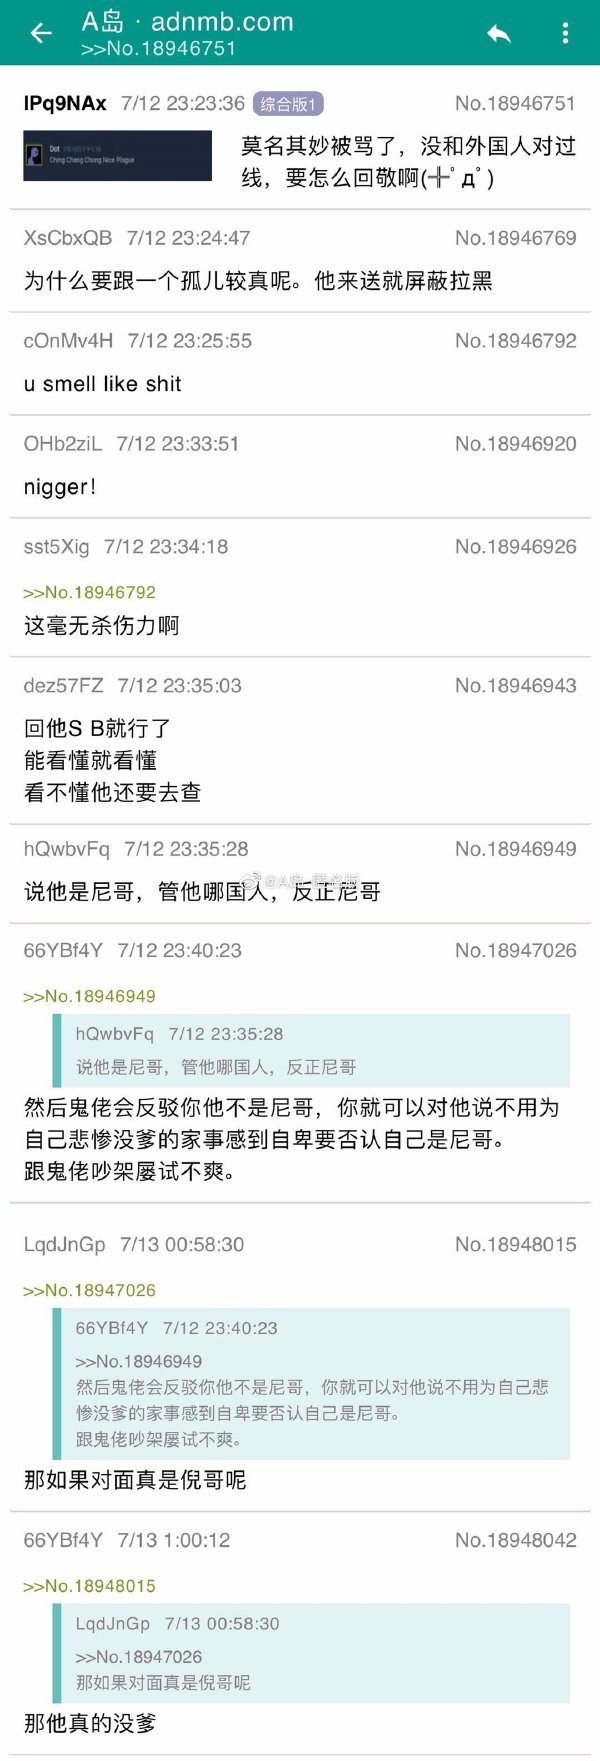 A岛 · adnmb.com
>>No.18946751
IPq9NAx 7/12 23:23:36 综合版1 No.18946751
Dot
Ching Chang Chong Nice Plague
莫名其妙被骂了，没和外国人对过
线，要怎么回敬啊(╬ﾟдﾟ)
XsCbxQB 7/12 23:24:47 No.18946769
为什么要跟一个孤儿较真呢。他来送就屏蔽拉黑
cOnMv4H 7/12 23:25:55 No.18946792
u smell like shit
OHb2ziL 7/12 23:33:51 No.18946920
nigger!
sst5Xig 7/12 23:34:18 No.18946926
>>No.18946792
这毫无杀伤力啊
dez57FZ 7/12 23:35:03 No.18946943
回他S B就行了
能看懂就看懂
看不懂他还要去查
hQwbvFq 7/12 23:35:28 No.18946949
说他是尼哥，管他哪国人，反正尼哥
66YBf4Y 7/12 23:40:23 No.18947026
>>No.18946949
hQwbvFq 7/12 23:35:28
说他是尼哥，管他哪国人，反正尼哥
然后鬼佬会反驳你他不是尼哥，你就可以对他说不用为
自己悲惨没爹的家事感到自卑要否认自己是尼哥。
跟鬼佬吵架屡试不爽。
LqdJnGp 7/13 00:58:30 No.18948015
>>No.18947026
66YBf4Y 7/12 23:40:23
>>No.18946949
然后鬼佬会反驳你他不是尼哥，你就可以对他说不用为自己悲
惨没爹的家事感到自卑要否认自己是尼哥。
跟鬼佬吵架屡试不爽。
那如果对面真是倪哥呢
66YBf4Y 7/13 1:00:12 No.18948042
>>No.18948015
LqdJnGp 7/13 00:58:30
>>No.18947026
那如果对面真是倪哥呢
那他真的没爹